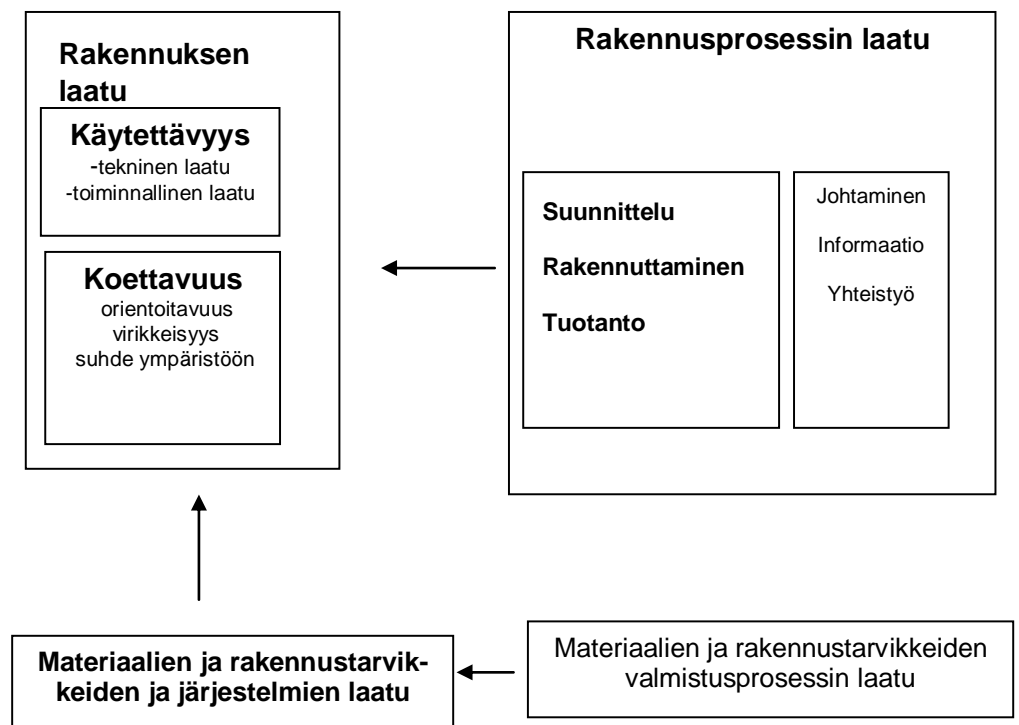 Rakennuksen
laatu
Käytettävyys
-tekninen laatu
-toiminnallinen laatu
Koettavuus
orientoitavuus
virikkeisyys
suhde ympäristöön
Rakennusprosessin laatu
Suunnittelu
Rakennuttaminen
Tuotanto
Johtaminen
Informaatio
Yhteistyö
Materiaalien ja rakennustarvik-
keiden ja järjestelmien laatu
Materiaalien ja rakennustarvikkeiden
valmistusprosessin laatu